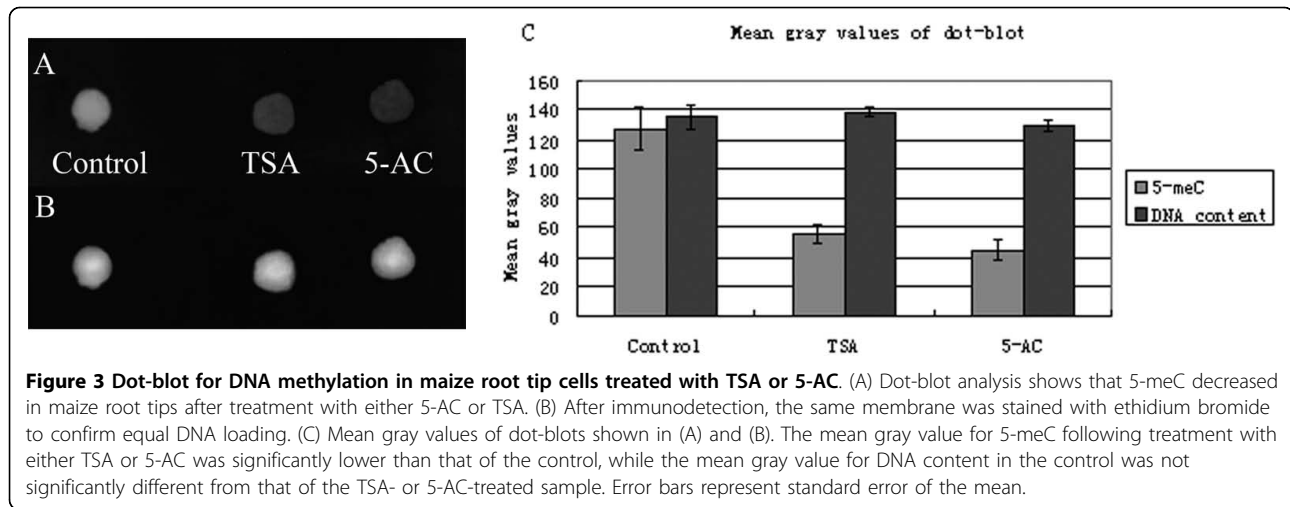 A
Control TSA 5-AC
B
C Mean gray values of dot-blot
Mean gray values
160
140
120
100
80
60
40
20
0
Control TSA 5-AC
5-meC
DNA content
Figure 3 Dot-blot for DNA methylation in maize root tip cells treated with TSA or 5-AC. (A) Dot-blot analysis shows that 5-meC decreased
in maize root tips after treatment with either 5-AC or TSA. (B) After immunodetection, the same membrane was stained with ethidium bromide
to confirm equal DNA loading. (C) Mean gray values of dot-blots shown in (A) and (B). The mean gray value for 5-meC following treatment with
either TSA or 5-AC was significantly lower than that of the control, while the mean gray value for DNA content in the control was not
significantly different from that of the TSA- or 5-AC-treated sample. Error bars represent standard error of the mean.